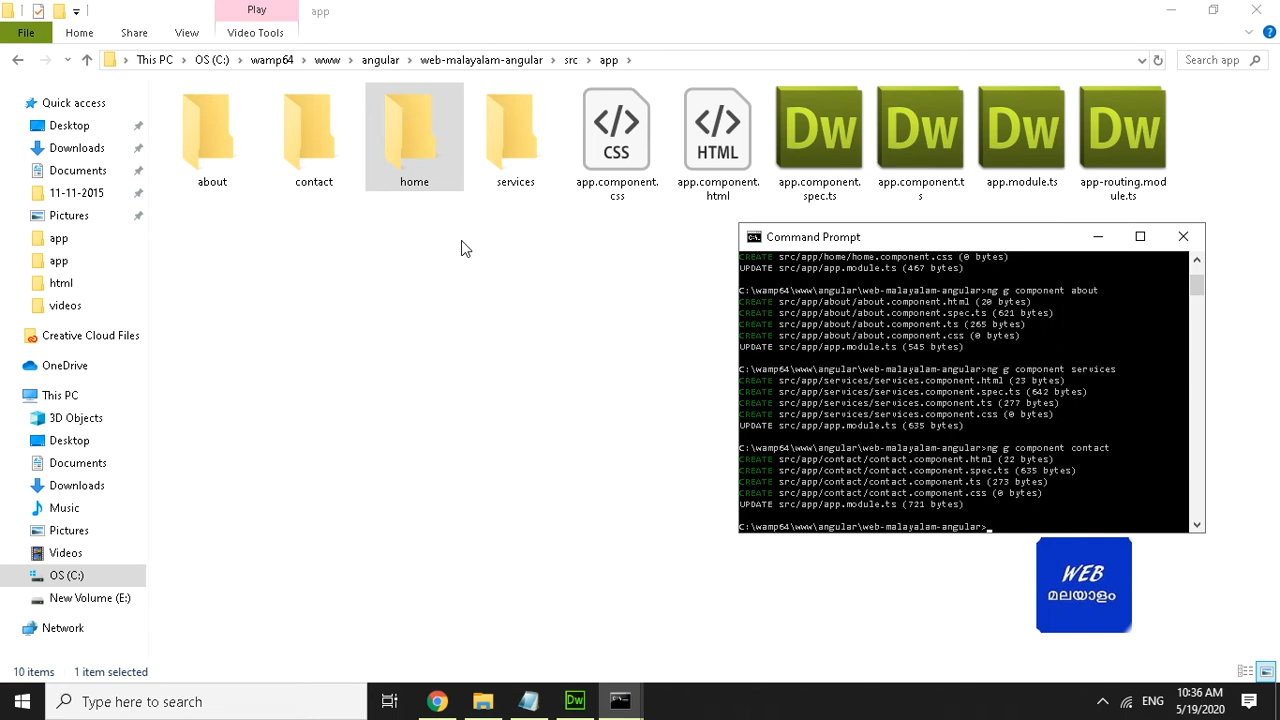 Play
app
File
Home
Share
View
Video Tools
This PC
OS (C:)
wamp64
www
angular
web-malayalam-angular
src
app
Search app
Quick access
Desktop
Downloads
Documents
11-11-2015
Pictures
app
app
html
videos
Creative Cloud Files
OneDrive
This PC
3D Objects
Desktop
Documents
Downloads
Music
Pictures
Videos
OS (C:)
New Volume (E:)
Network
about
contact
home
services
CSS
app.component.
css
HTML
app.component.
html
Dw
app.component.
spec.ts
Dw
app.component.t
s
Dw
app.module.ts
Dw
app-routing.mod
ule.ts
Command Prompt
CREATE src/app/home/home.component.css (0 bytes)
UPDATE src/app/app.module.ts (467 bytes)
C:\wamp64\www\angular\web-malayalam-angular>ng g component about
CREATE src/app/about/about.component.html (20 bytes)
CREATE src/app/about/about.component.spec.ts (621 bytes)
CREATE src/app/about/about.component.ts (265 bytes)
CREATE src/app/about/about.component.css (0 bytes)
UPDATE src/app/app.module.ts (545 bytes)
C:\wamp64\www\angular\web-malayalam-angular>ng g component services
CREATE src/app/services/services.component.html (23 bytes)
CREATE src/app/services/services.component.spec.ts (642 bytes)
CREATE src/app/services/services.component.ts (277 bytes)
CREATE src/app/services/services.component.css (0 bytes)
UPDATE src/app/app.module.ts (635 bytes)
C:\wamp64\www\angular\web-malayalam-angular>ng g component contact
CREATE src/app/contact/contact.component.html (22 bytes)
CREATE src/app/contact/contact.component.spec.ts (635 bytes)
CREATE src/app/contact/contact.component.ts (273 bytes)
CREATE src/app/contact/contact.component.css (0 bytes)
UPDATE src/app/app.module.ts (721 bytes)
C:\wamp64\www\angular\web-malayalam-angular>
WEB
മലയാളം
10 items
1 item selected
Type here to search
Dw
ENG
10:36 AM
5/19/2020